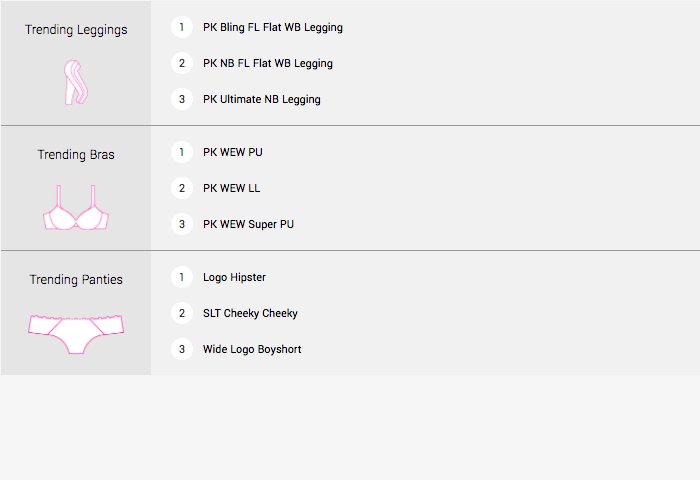 Trending Leggings
1 PK Bling FL Flat WB Legging
2 PK NB FL Flat WB Legging
3 PK Ultimate NB Legging
Trending Bras
1 PK WEW PU
2 PK WEW LL
3 PK WEW Super PU
Trending Panties
1 Logo Hipster
2 SLT Cheeky Cheeky
3 Wide Logo Boyshort